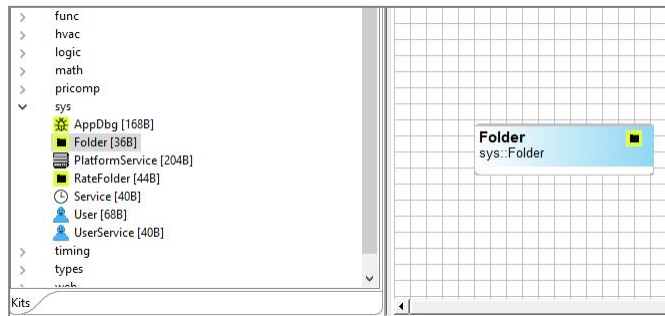 func
hvac
logic
math
pricomp
sys
AppDbg [168B]
Folder [36B]
PlatformService [204B]
RateFolder [44B]
Service [40B]
User [68B]
UserService [40B]
timing
types
Kits
Folder
sys::Folder